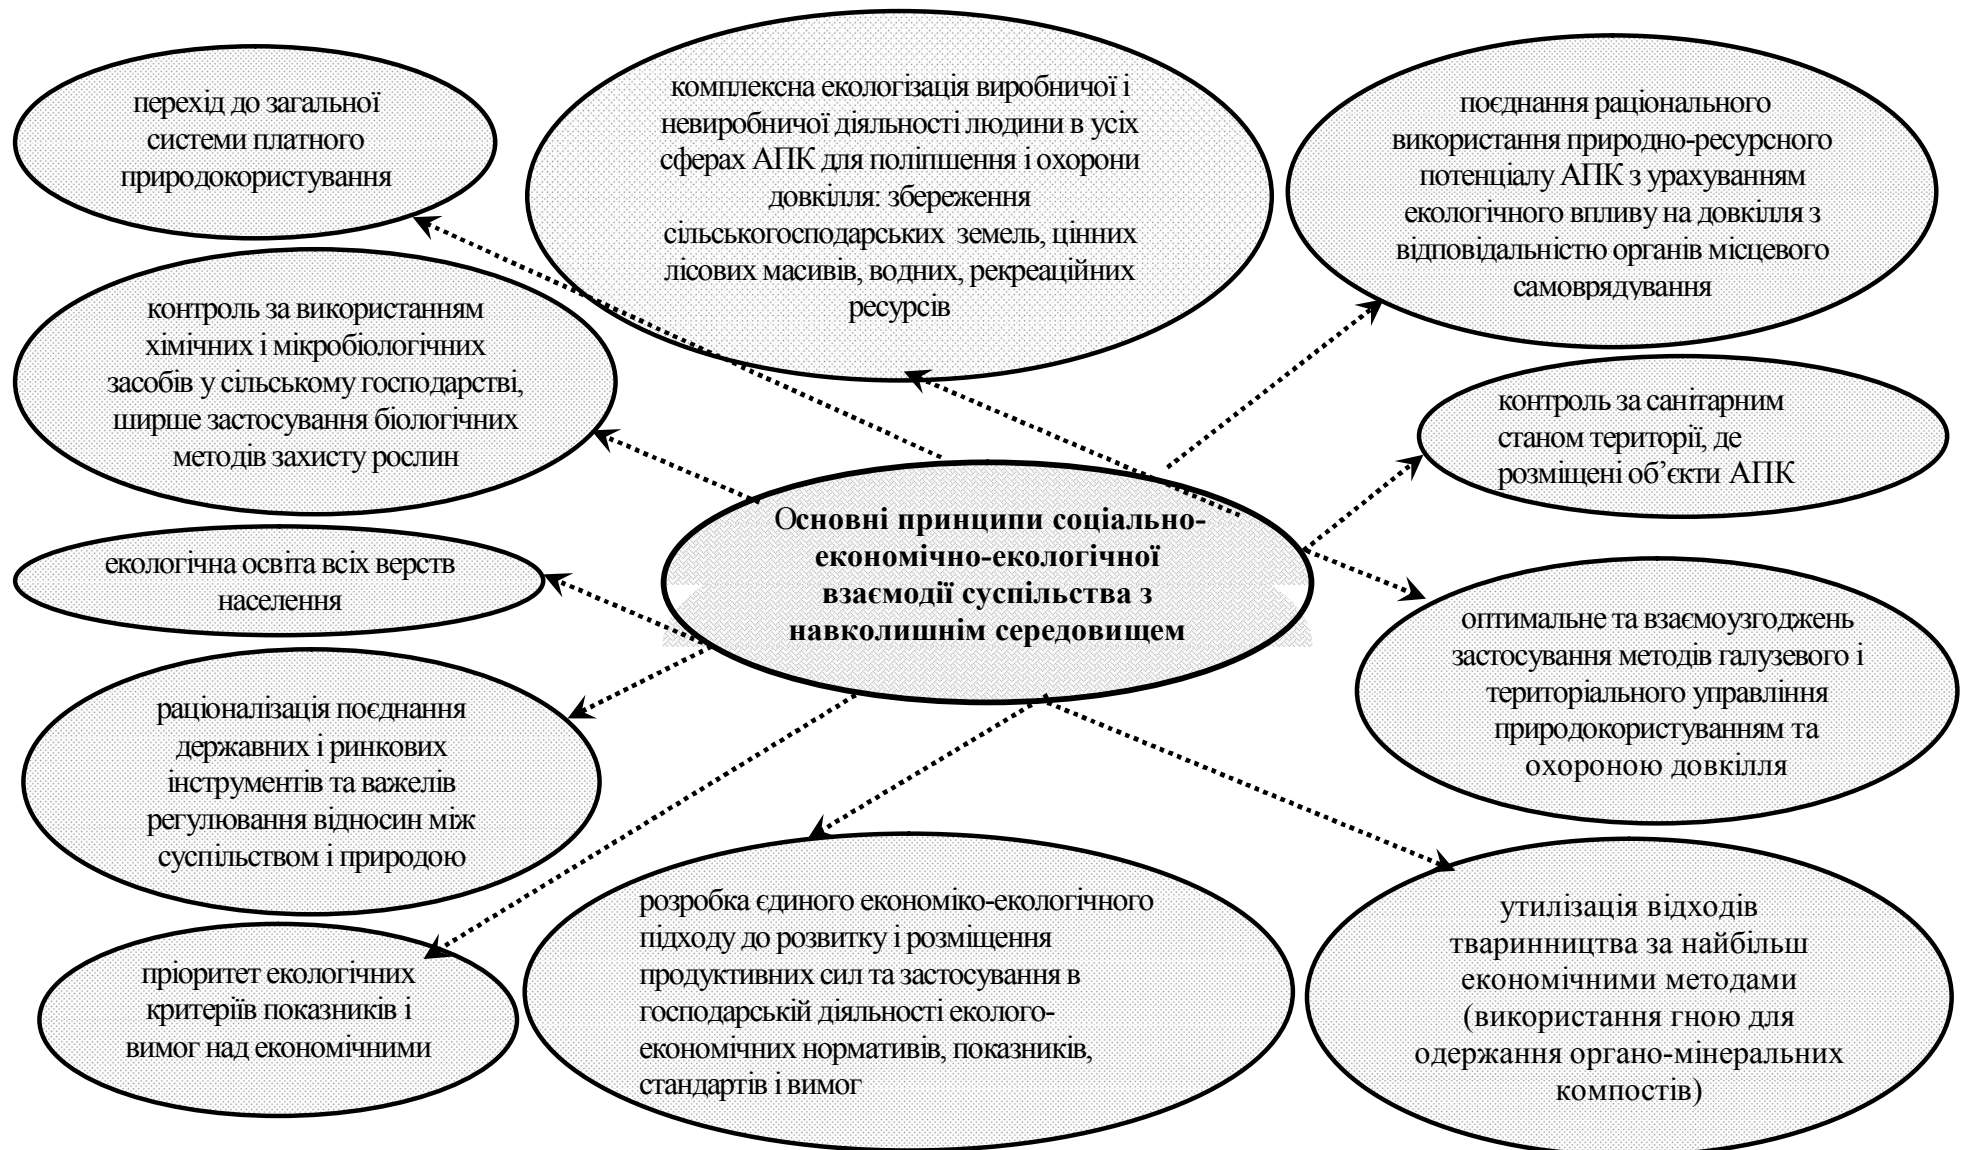 перехід до загальної
системи платного
природокористування
комплексна екологізація виробничої і
невиробничої діяльності людини в усіх
сферах АПК для поліпшення і охорони
довкілля: збереження
сільськогосподарських земель, цінних
лісових масивів, водних, рекреаційних
ресурсів
поєднання раціонального
використання природно-ресурсного
потенціалу АПК з урахуванням
екологічного впливу на довкілля з
відповідальністю органів місцевого
самоврядування
контроль за використанням
хімічних і мікробіологічних
засобів у сільському господарстві,
ширше застосування біологічних
методів захисту рослин
контроль за санітарним
станом території, де
розміщені об’єкти АПК
Основні принципи соціально-
економічно-екологічної
взаємодії суспільства з
навколишнім середовищем
екологічна освіта всіх верств
населення
оптимальне та взаємоузгоджень
застосування методів галузевого і
територіального управління
природокористуванням та
охороною довкілля
раціоналізація поєднання
державних і ринкових
інструментів та важелів
регулювання відносин між
суспільством і природою
пріоритет екологічних
критеріїв показників і
вимог над економічними
розробка єдиного економіко-екологічного
підходу до розвитку і розміщення
продуктивних сил та застосування в
господарській діяльності еколого-
економічних нормативів, показників,
стандартів і вимог
утилізація відходів
тваринництва за найбільш
економічними методами
(використання гною для
одержання органо-мінеральних
компостів)